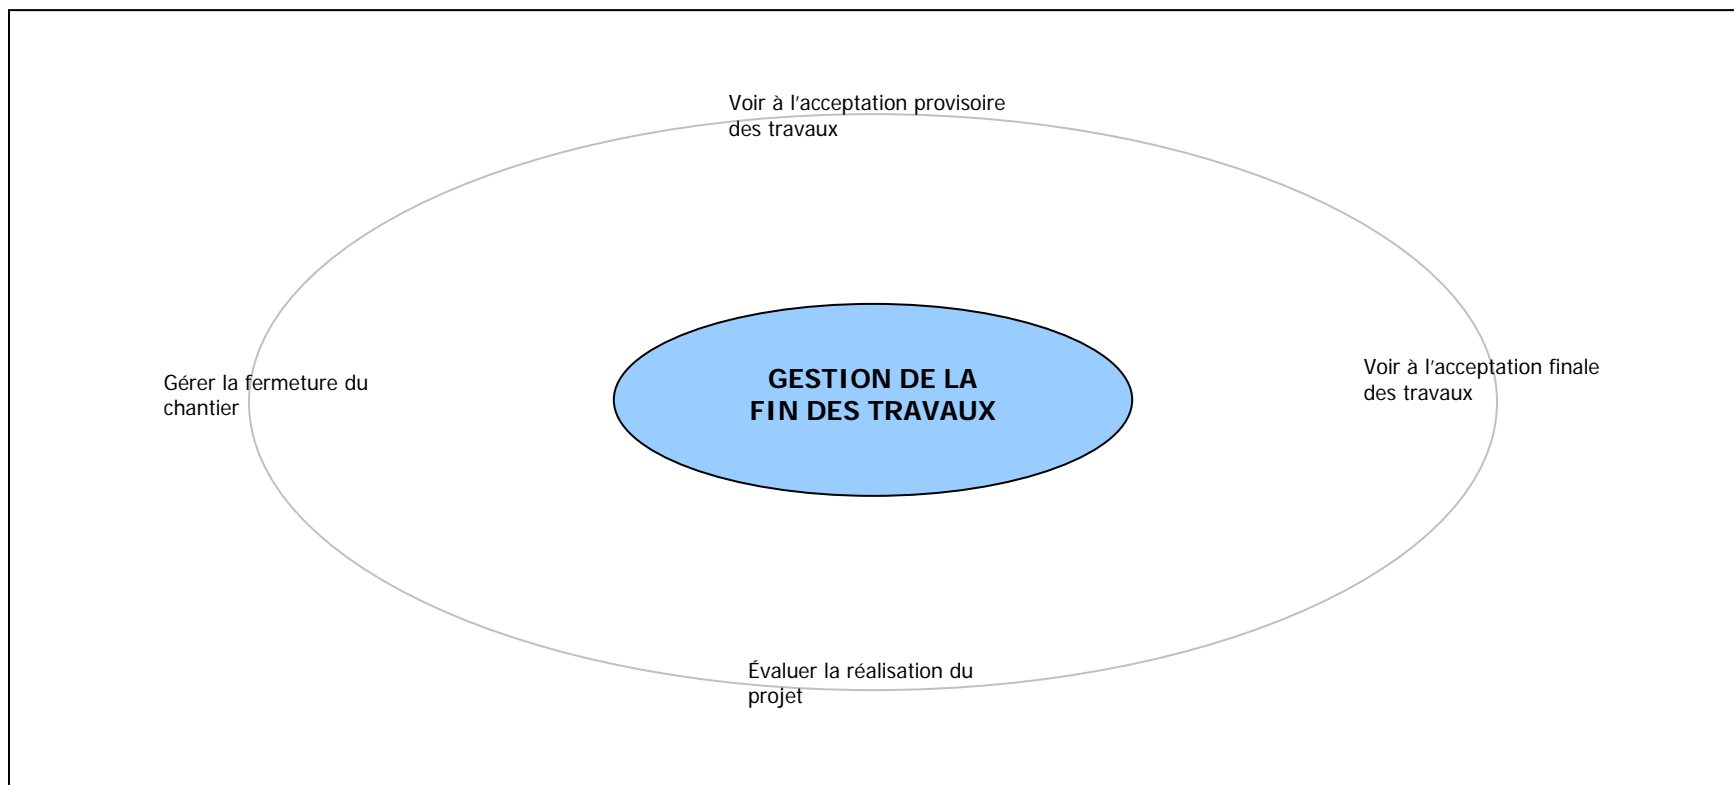 Voir à l’acceptation provisoire
des travaux
Voir à l’acceptation finale
des travaux
Gérer la fermeture du
chantier
GESTION DE LA
FIN DES TRAVAUX
Évaluer la réalisation du
projet